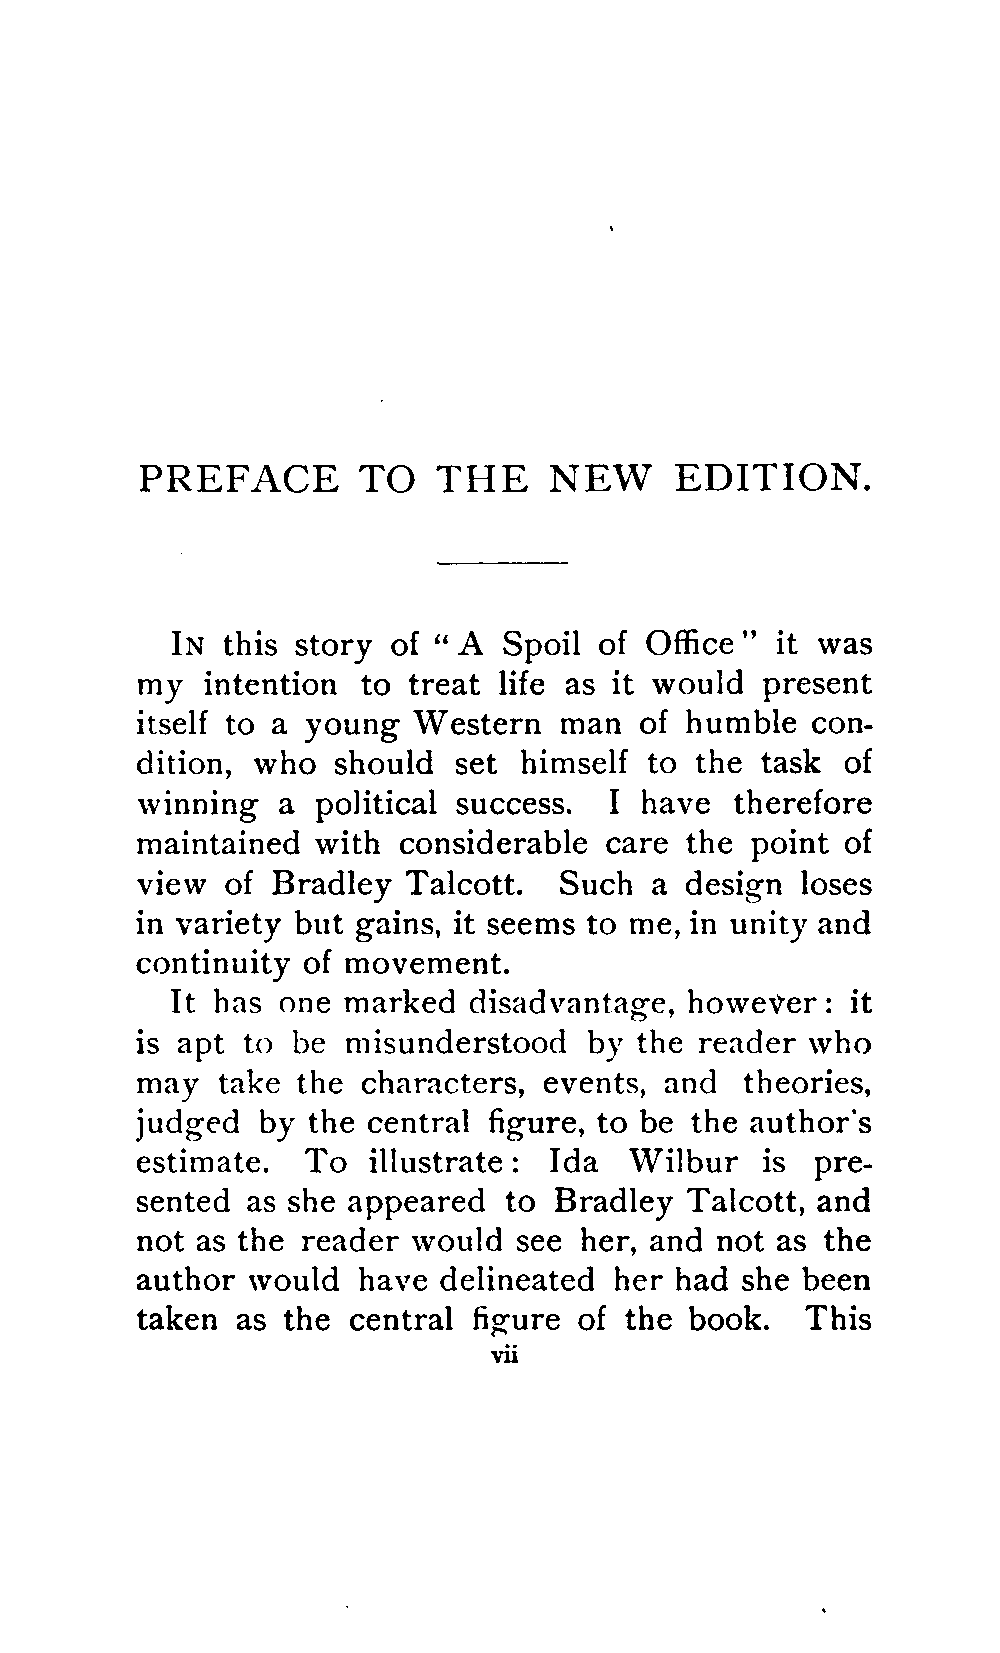 PREFACE TO THE NEW EDITION.
IN this story of "A Spoil of Office" it was
my intention to treat life as it would present
itself to a young Western man of humble con-
dition, who should set himself to the task of
winning a political success. I have therefore
maintained with considerable care the point of
view of Bradley Talcott. Such a design loses
in variety but gains, it seems to me, in unity and
continuity of movement.
It has one marked disadvantage, however: it
is apt to be misunderstood by the reader who
may take the characters, events, and theories,
judged by the central figure, to be the author's
estimate. To illustrate: Ida Wilbur is pre-
sented as she appeared to Bradley Talcott, and
not as the reader would see her, and not as the
author would have delineated her had she been
taken as the central figure of the book. This
vii